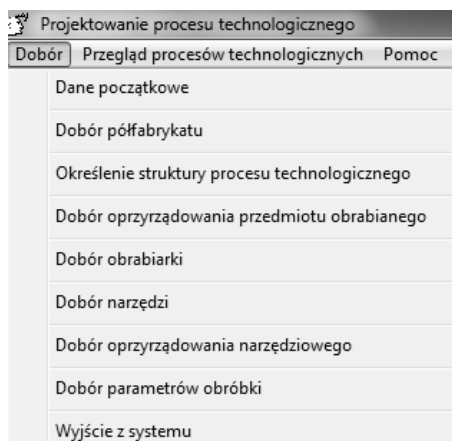 Projektowanie procesu technologicznego
Dobór Przegląd procesów technologicznych Pomoc
Dane początkowe
Dobór półfabrykatu
Określenie struktury procesu technologicznego
Dobór oprzyrządowania przedmiotu obrabianego
Dobór obrabiarki
Dobór narzędzi
Dobór oprzyrządowania narzędziowego
Dobór parametrów obróbki
Wyjście z systemu